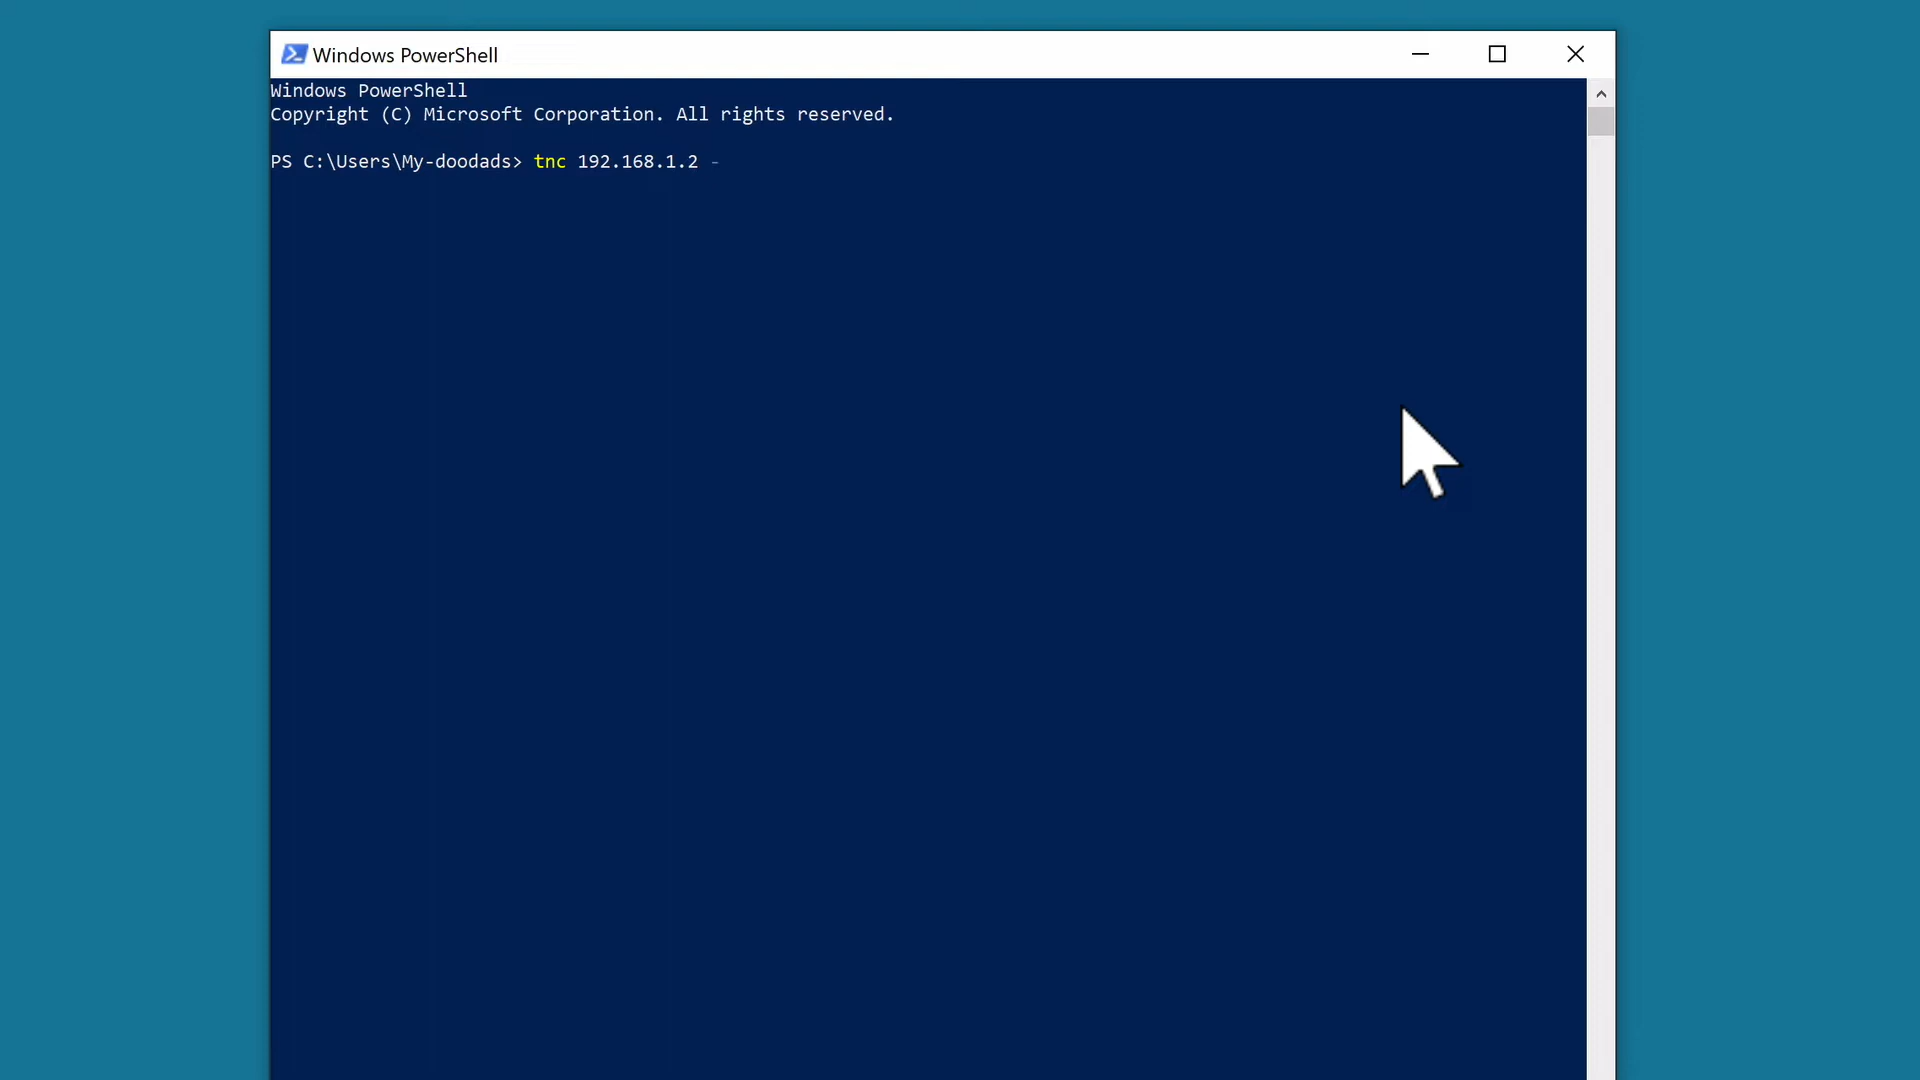 Windows PowerShell
Windows PowerShell
Copyright (C) Microsoft Corporation. All rights reserved.
PS C:\Users\My-doodads> tnc 192.168.1.2 -